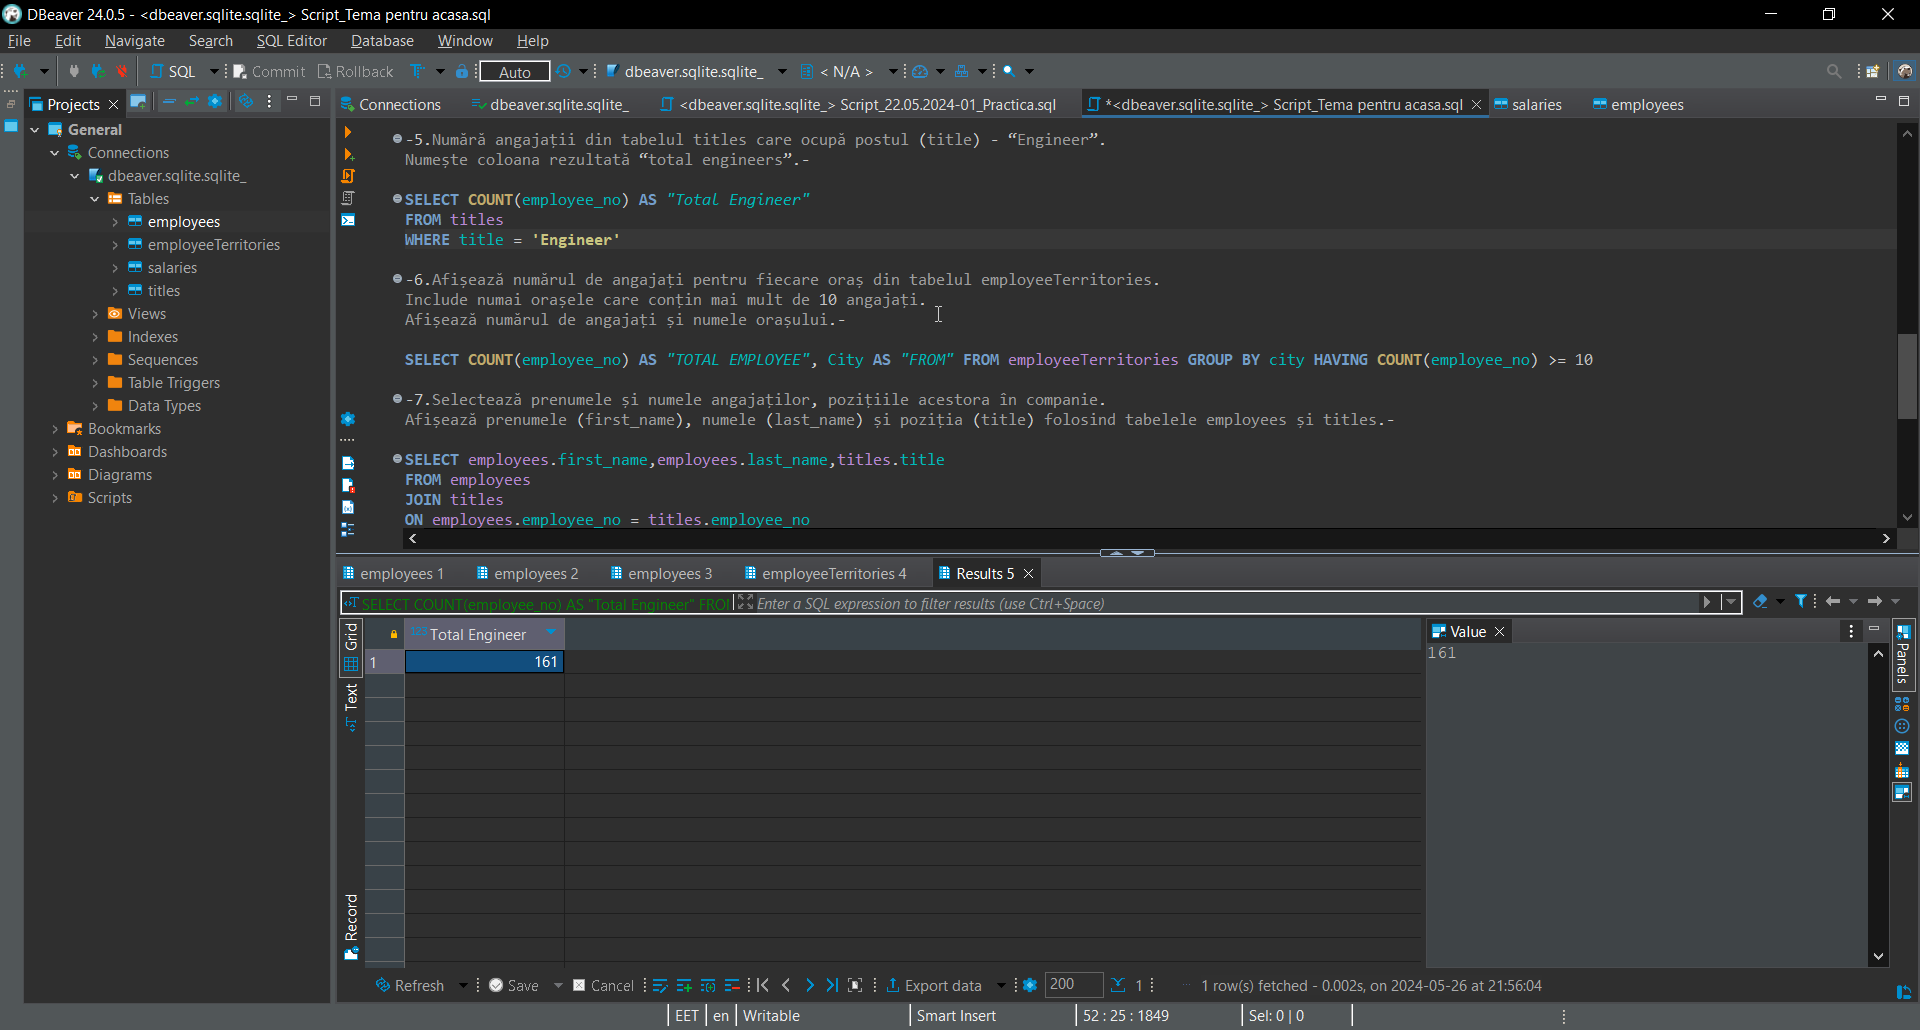 DBeaver 24.0.5 - <dbeaver.sqlite.sqlite_> Script_Tema pentru acasa.sql
File Edit Navigate Search SQL Editor Database Window Help
SQL Commit Rollback Auto dbeaver.sqlite.sqlite_ < N/A >
Projects
Connections dbeaver.sqlite.sqlite_ <dbeaver.sqlite.sqlite_> Script_22.05.2024-01_Practica.sql *<dbeaver.sqlite.sqlite_> Script_Tema pentru acasa.sql salaries employees
General
Connections
dbeaver.sqlite.sqlite_
Tables
employees
employeeTerritories
salaries
titles
Views
Indexes
Sequences
Table Triggers
Data Types
Bookmarks
Dashboards
Diagrams
Scripts
-5.Numără angajații din tabelul titles care ocupă postul (title) - “Engineer”.
Numește coloana rezultată “total engineers”.-
SELECT COUNT(employee_no) AS "Total Engineer"
FROM titles
WHERE title = 'Engineer'
-6.Afișează numărul de angajați pentru fiecare oraș din tabelul employeeTerritories.
Include numai orașele care conțin mai mult de 10 angajați.
Afișează numărul de angajați și numele orașului.-
SELECT COUNT(employee_no) AS "TOTAL EMPLOYEE", City AS "FROM" FROM employeeTerritories GROUP BY city HAVING COUNT(employee_no) >= 10
-7.Selectează prenumele și numele angajaților, pozițiile acestora în companie.
Afișează prenumele (first_name), numele (last_name) și poziția (title) folosind tabelele employees și titles.-
SELECT employees.first_name,employees.last_name,titles.title
FROM employees
JOIN titles
ON employees.employee_no = titles.employee_no
employees 1 employees 2 employees 3 employeeTerritories 4 Results 5
SELECT COUNT(employee_no) AS "Total Engineer" FROI Enter a SQL expression to filter results (use Ctrl+Space)
Grid
Text
Record
123 Total Engineer
1 161
Value
161
Panels
Refresh Save Cancel Export data 200 1 1 row(s) fetched - 0.002s, on 2024-05-26 at 21:56:04
EET en Writable Smart Insert 52 : 25 : 1849 Sel: 0 | 0